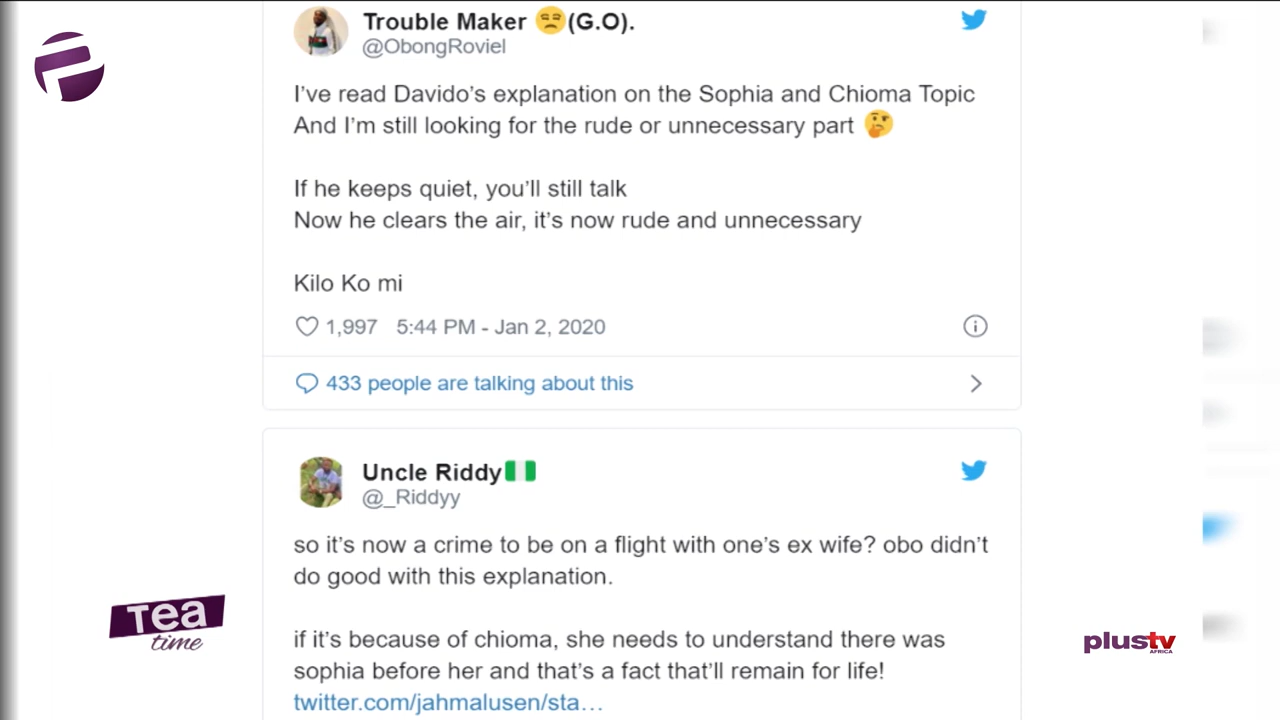 Trouble Maker 😒(G.O).
@ObongRoviel
I've read Davido's explanation on the Sophia and Chioma Topic
And I'm still looking for the rude or unnecessary part 🤔
If he keeps quiet, you'll still talk
Now he clears the air, it's now rude and unnecessary
Kilo Ko mi
1,997 5:44 PM - Jan 2, 2020
433 people are talking about this
Uncle Riddy🇳🇬
@_Riddyy
so it's now a crime to be on a flight with one's ex wife? obo didn't
do good with this explanation.
if it's because of chioma, she needs to understand there was
sophia before her and that's a fact that'll remain for life!
twitter.com/jahmalusen/sta…
Tea
time
plustv
AFRICA